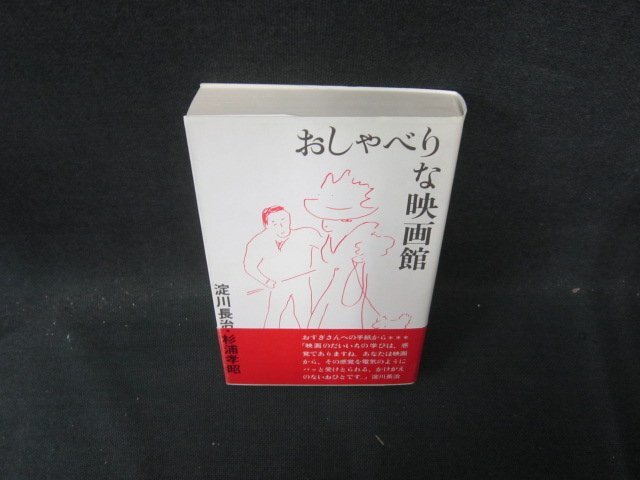 おしゃべり
な映画館
淀川長治・杉浦孝昭
おすぎさんへの手紙から＊＊＊
「映画のだいいちの学びは、感
覚でありますね。あなたは映画
から、その感覚を電気のように
パッと受けとられる、かけがえ
のないおひとです。」淀川長治